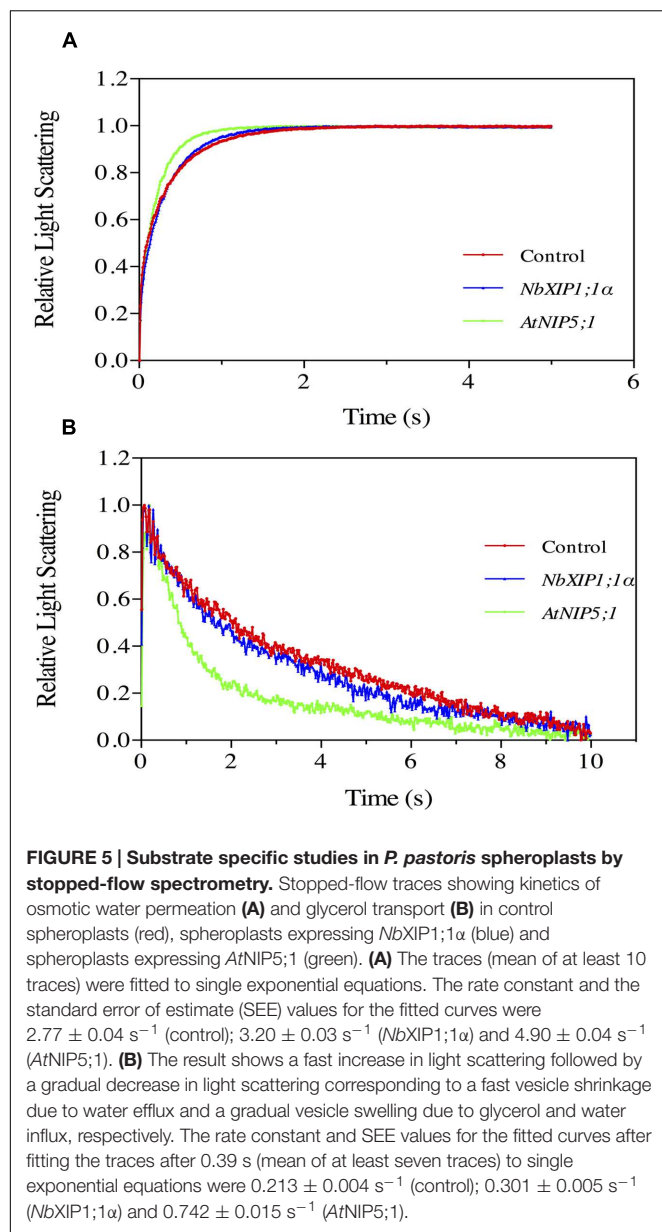 A
1.2
1.0
0.8
0.6
0.4
0.2
0.0
Relative Light Scattering
Control
NbXIP1;1α
AtNIP5;1
0 2 4 6
Time (s)
B
1.2
1.0
0.8
0.6
0.4
0.2
0.0
Relative Light Scattering
Control
NbXIP1;1α
AtNIP5;1
0 2 4 6 8 10
Time (s)
FIGURE 5 | Substrate specific studies in P. pastoris spheroplasts by
stopped-flow spectrometry. Stopped-flow traces showing kinetics of
osmotic water permeation (A) and glycerol transport (B) in control
spheroplasts (red), spheroplasts expressing NbXIP1;1α (blue) and
spheroplasts expressing AtNIP5;1 (green). (A) The traces (mean of at least 10
traces) were fitted to single exponential equations. The rate constant and the
standard error of estimate (SEE) values for the fitted curves were
2.77 ± 0.04 s⁻¹ (control); 3.20 ± 0.03 s⁻¹ (NbXIP1;1α) and 4.90 ± 0.04 s⁻¹
(AtNIP5;1). (B) The result shows a fast increase in light scattering followed by
a gradual decrease in light scattering corresponding to a fast vesicle shrinkage
due to water efflux and a gradual vesicle swelling due to glycerol and water
influx, respectively. The rate constant and SEE values for the fitted curves after
fitting the traces after 0.39 s (mean of at least seven traces) to single
exponential equations were 0.213 ± 0.004 s⁻¹ (control); 0.301 ± 0.005 s⁻¹
(NbXIP1;1α) and 0.742 ± 0.015 s⁻¹ (AtNIP5;1).